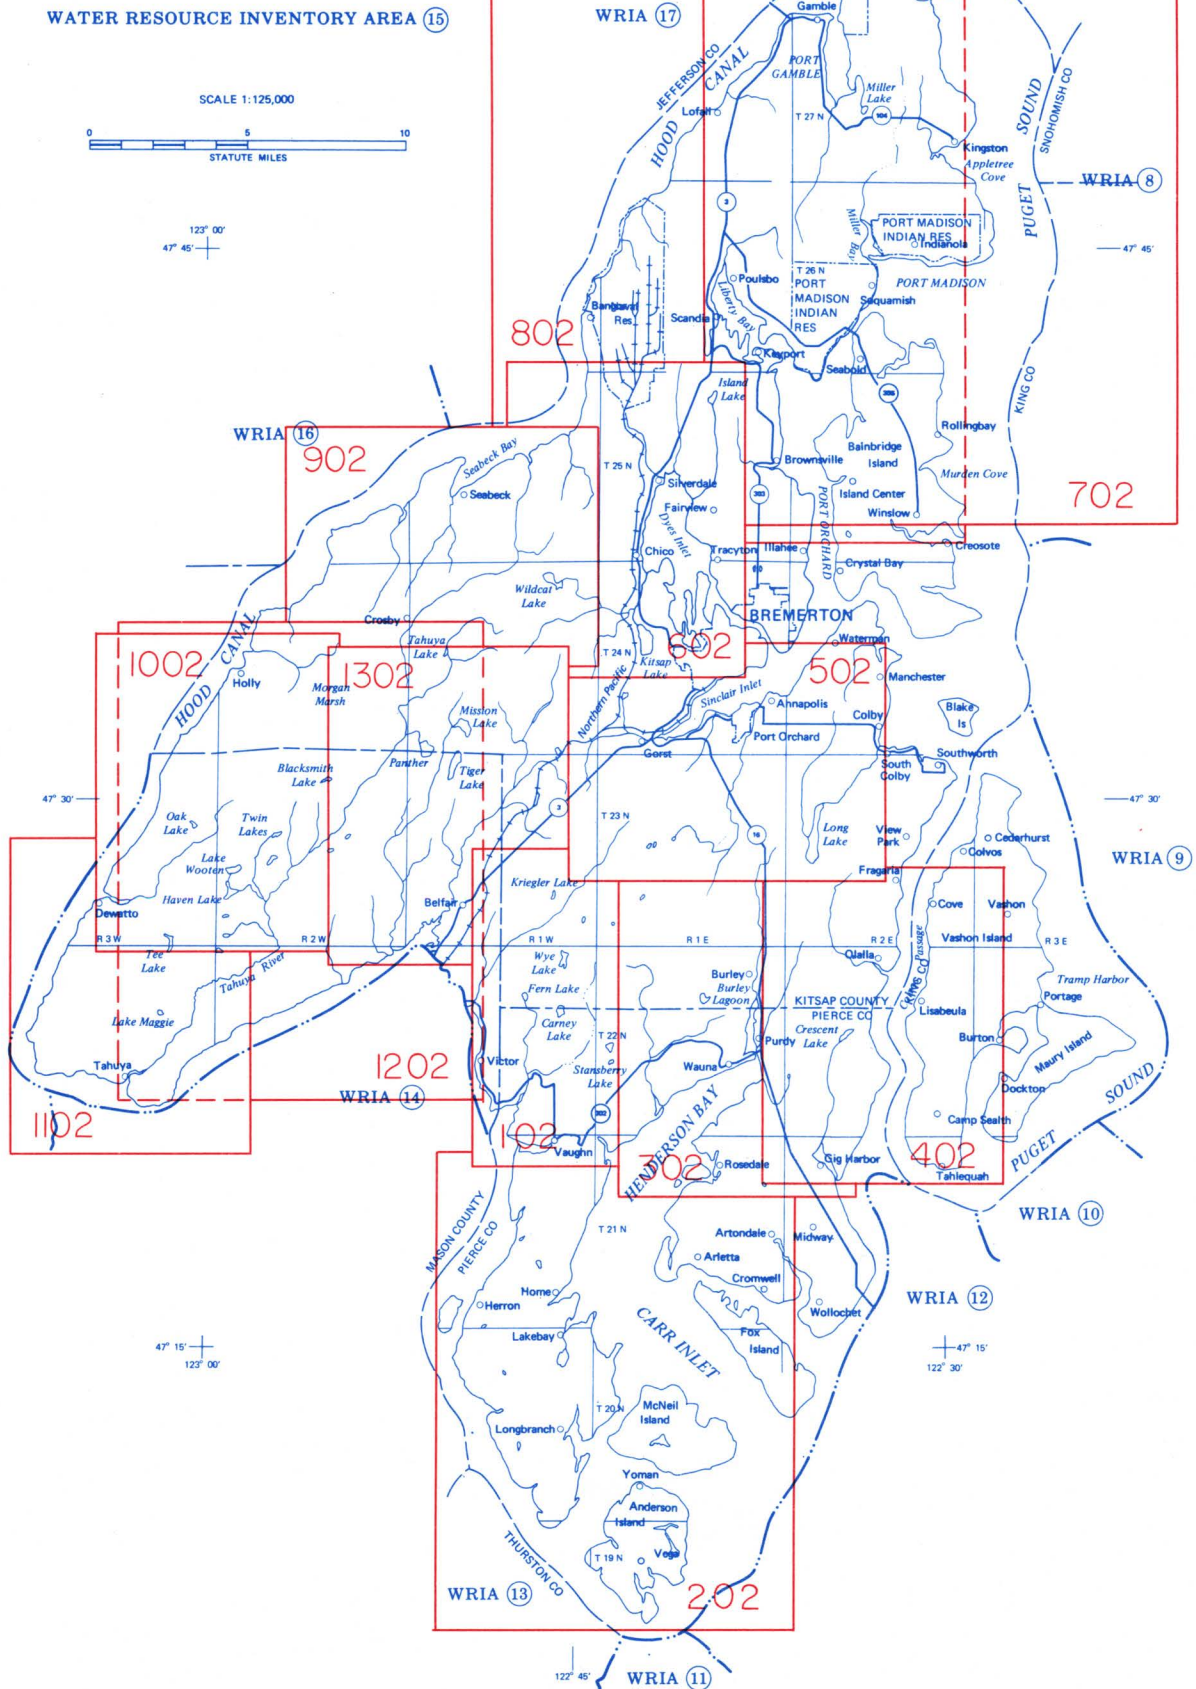 WATER RESOURCE INVENTORY AREA 15
WRIA 17
Gamble
SCALE 1:125,000
0 5 10
STATUTE MILES
JEFFERSON CO
HOOD CANAL
PORT
GAMBLE
Miller
Lake
Lofall
T 27 N
104
Kingston
Appletree
Cove
PUGET SOUND
SNOHOMISH CO
WRIA 8
3
123° 00'
47° 45'
Miller Bay
PORT MADISON
INDIAN RES
Indianola
47° 45'
Poulsbo
T 26 N
PORT
MADISON
INDIAN
RES
PORT MADISON
Suquamish
Liberty Bay
Bangor
Naval
Res
Scandia
802
Keyport
Seabold
KING CO
Island
Lake
305
WRIA 16
902
Rollingbay
Seabeck Bay
T 25 N
Brownsville
Bainbridge
Island
Murden Cove
Seabeck
Silverdale
303
Island Center
702
Fairview
Winslow
Dyes Inlet
PORT ORCHARD
Chico
Tracyton
Illahee
Creosote
Crystal Bay
Wildcat
Lake
BREMERTON
Crosby
Tahuya
Lake
T 24 N
602
Waterman
1002
1302
Kitsap
Lake
502
HOOD CANAL
Holly
Morgan
Marsh
Northern Pacific
Sinclair Inlet
Manchester
Mission
Lake
Annapolis
Colby
Blake
Is
Port Orchard
Gorst
Panther
South
Colby
Southworth
Blacksmith
Lake
Tiger
Lake
47° 30'
47° 30'
3
Oak
Lake
Twin
Lakes
T 23 N
16
Long
Lake
View
Park
Cedarhurst
Colvos
WRIA 9
Lake
Wooten
Fragaria
Kriegler Lake
Haven Lake
Belfair
Cove
Vashon
Dewatto
R 3 W
R 2 W
R 1 W
R 1 E
R 2 E
Vashon Island
R 3 E
Tee
Lake
Wye
Lake
Olalla
Passage
Tahuya River
Burley
Burley
Lagoon
Tramp Harbor
Fern Lake
KITSAP COUNTY
PIERCE CO
KING CO
Portage
Lisabeula
Lake Maggie
Carney
Lake
T 22 N
Crescent
Lake
Burton
Purdy
Maury Island
Tahuya
1202
Victor
Stansberry
Lake
Wauna
Dockton
SOUND
WRIA 14
302
Camp Sealth
1102
102
HENDERSON BAY
Vaughn
302
Rosedale
Gig Harbor
402
Tahlequah
PUGET
MASON COUNTY
PIERCE CO
WRIA 10
T 21 N
Artondale
Midway
Arletta
Cromwell
Home
Herron
Wollochet
WRIA 12
CARR INLET
Lakebay
Fox
Island
47° 15'
123° 00'
47° 15'
122° 30'
T 20 N
McNeil
Island
Longbranch
Yoman
Anderson
Island
THURSTON CO
T 19 N
Vega
WRIA 13
202
122° 45'
WRIA 11